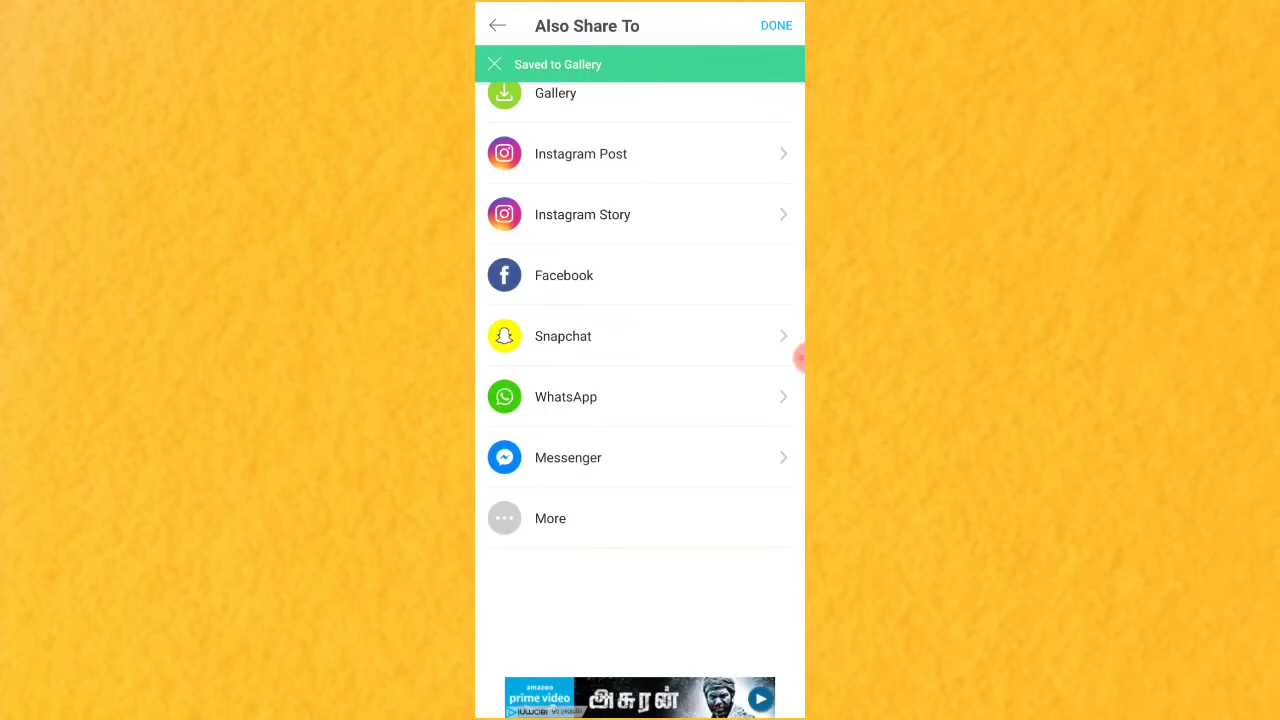 Also Share To
DONE
Saved to Gallery
Gallery
Instagram Post
Instagram Story
Facebook
Snapchat
WhatsApp
Messenger
More
amazon
prime video
அசுரன்